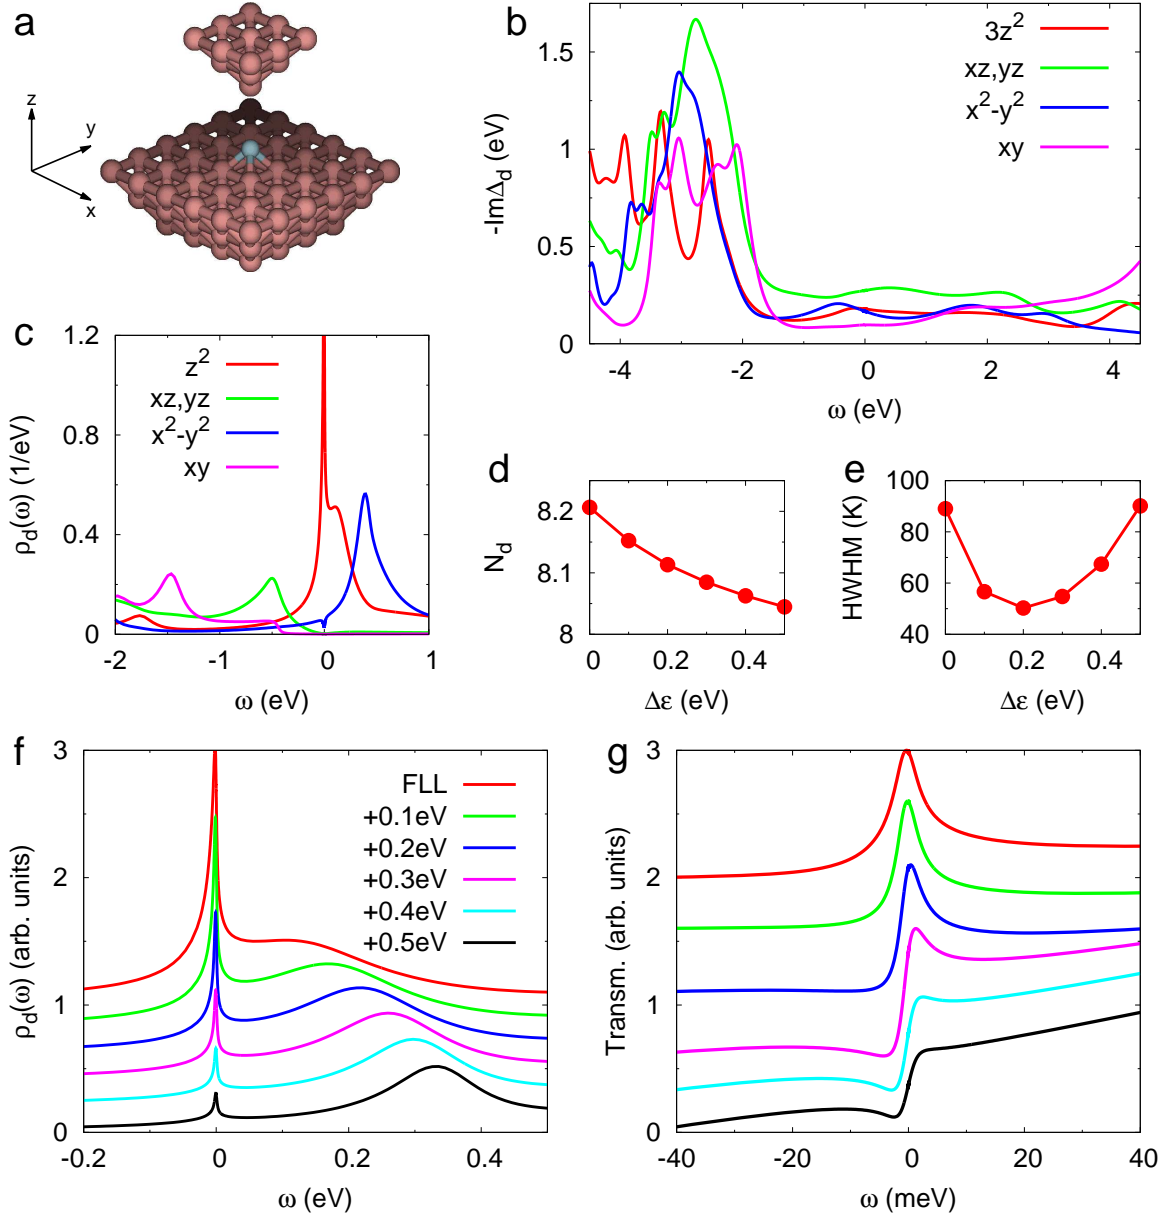 a
z
y
x
b
3z²
xz,yz
x²-y²
xy
-ImΔ_d (eV)
1.5
1
0.5
0
-4
-2
0
2
4
ω (eV)
c
z²
xz,yz
x²-y²
xy
ρ_d(ω) (1/eV)
1.2
0.8
0.4
0
-2
-1
0
1
ω (eV)
d
N_d
8.2
8.1
8
0
0.2
0.4
Δε (eV)
e
HWHM (K)
100
80
60
40
0
0.2
0.4
Δε (eV)
f
FLL
+0.1eV
+0.2eV
+0.3eV
+0.4eV
+0.5eV
ρ_d(ω) (arb. units)
3
2
1
0
-0.2
0
0.2
0.4
ω (eV)
g
Transm. (arb. units)
3
2
1
0
-40
-20
0
20
40
ω (meV)